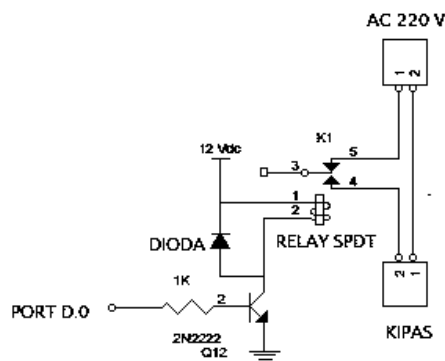 AC 220 V
1 2
K1
5
3
4
12 Vdc
1
2
DIODA
RELAY SPDT
2 1
KIPAS
1K
2
PORT D.0
2N2222
Q12